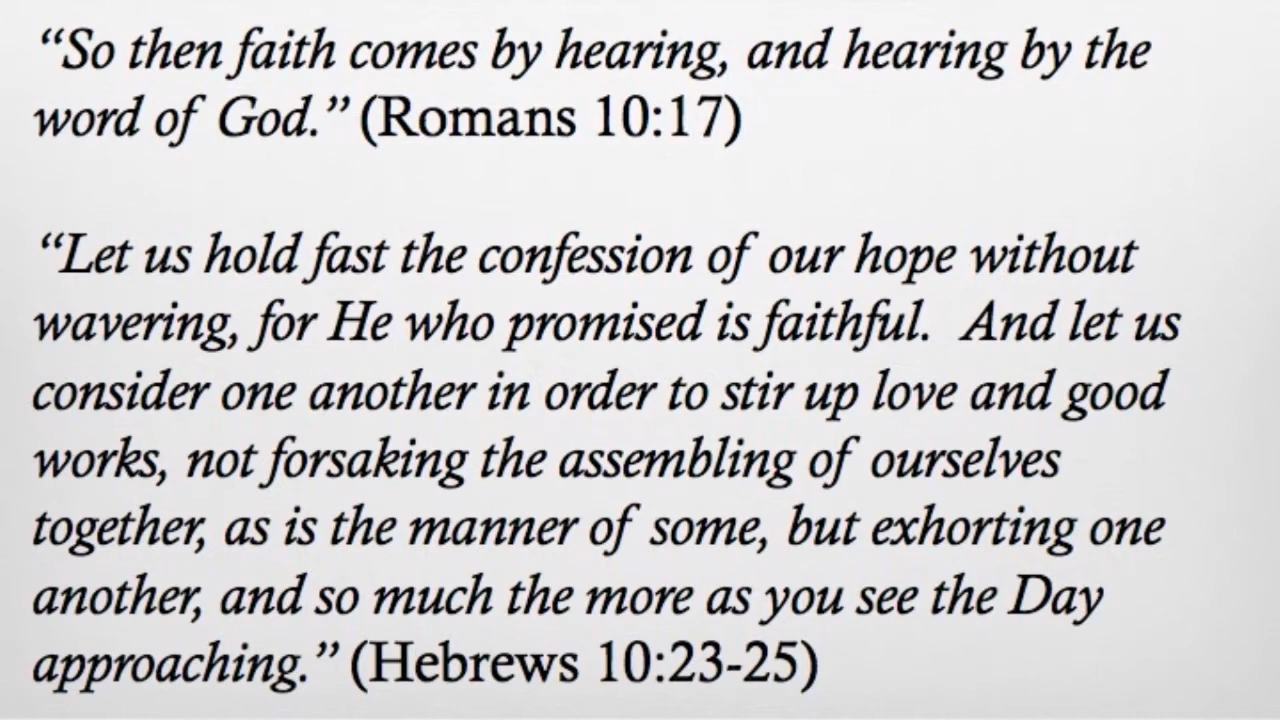 “So then faith comes by hearing, and hearing by the
word of God.” (Romans 10:17)
“Let us hold fast the confession of our hope without
wavering, for He who promised is faithful.  And let us
consider one another in order to stir up love and good
works, not forsaking the assembling of ourselves
together, as is the manner of some, but exhorting one
another, and so much the more as you see the Day
approaching.” (Hebrews 10:23-25)